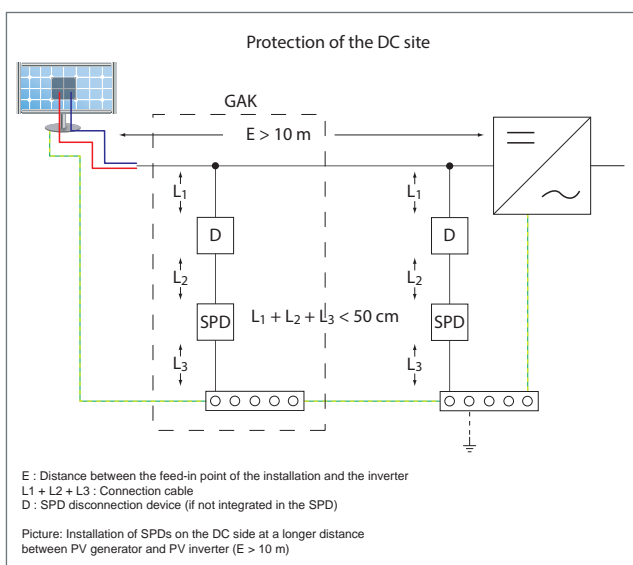 Protection of the DC site
GAK
E > 10 m
L1
L1
D
D
L2
L2
SPD
L1 + L2 + L3 < 50 cm
SPD
L3
L3
E : Distance between the feed-in point of the installation and the inverter
L1 + L2 + L3 : Connection cable
D : SPD disconnection device (if not integrated in the SPD)
Picture: Installation of SPDs on the DC side at a longer distance
between PV generator and PV inverter (E > 10 m)